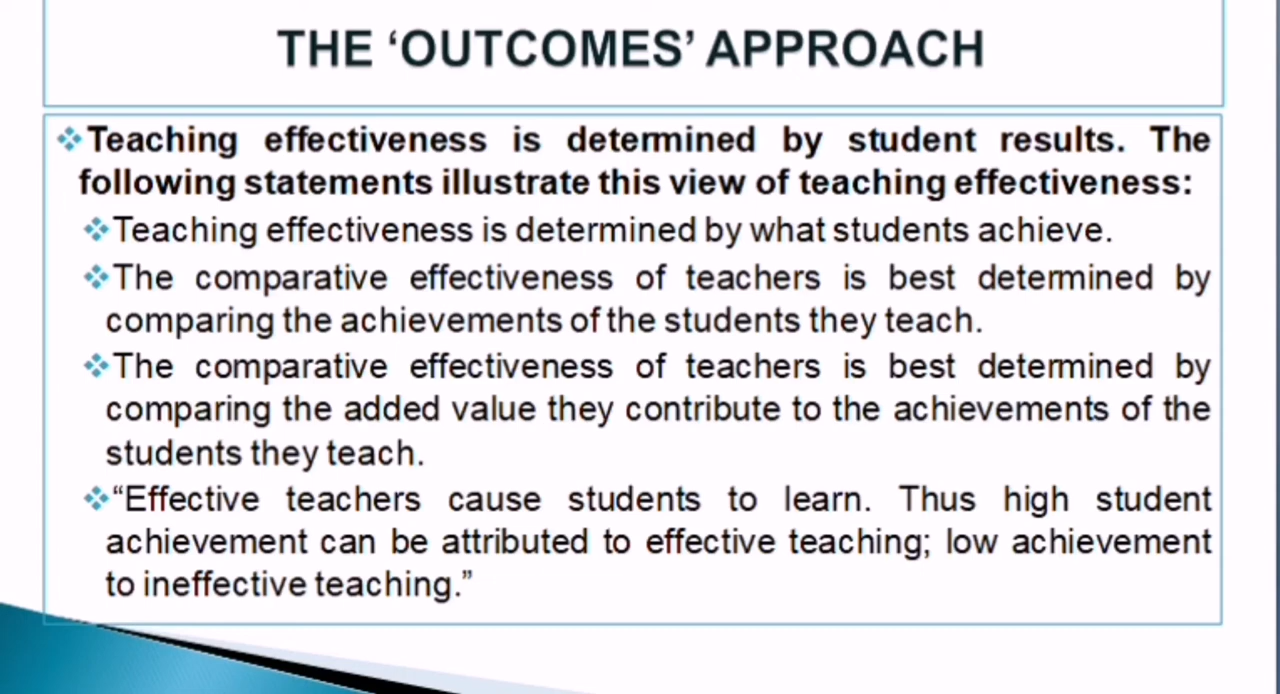 THE ‘OUTCOMES’ APPROACH
Teaching effectiveness is determined by student results. The
following statements illustrate this view of teaching effectiveness:
Teaching effectiveness is determined by what students achieve.
The comparative effectiveness of teachers is best determined by
comparing the achievements of the students they teach.
The comparative effectiveness of teachers is best determined by
comparing the added value they contribute to the achievements of the
students they teach.
“Effective teachers cause students to learn. Thus high student
achievement can be attributed to effective teaching; low achievement
to ineffective teaching.”